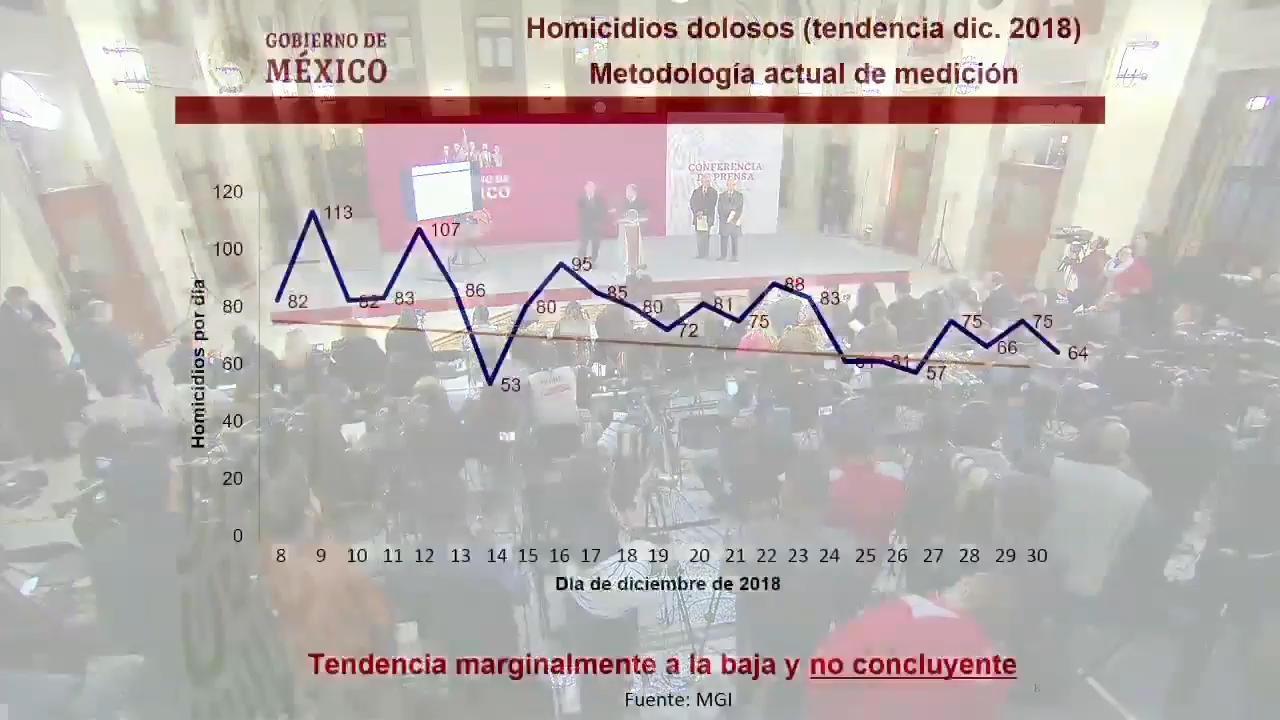 GOBIERNO DE
MÉXICO
Homicidios dolosos (tendencia dic. 2018)
Metodología actual de medición
CONFERENCIA
DE PRENSA
Homicidios por día
120
100
80
60
40
20
0
82
113
82
83
107
86
53
80
95
85
80
72
81
75
88
83
61
61
57
75
66
75
64
8 9 10 11 12 13 14 15 16 17 18 19 20 21 22 23 24 25 26 27 28 29 30
Día de diciembre de 2018
Tendencia marginalmente a la baja y no concluyente
Fuente: MGI